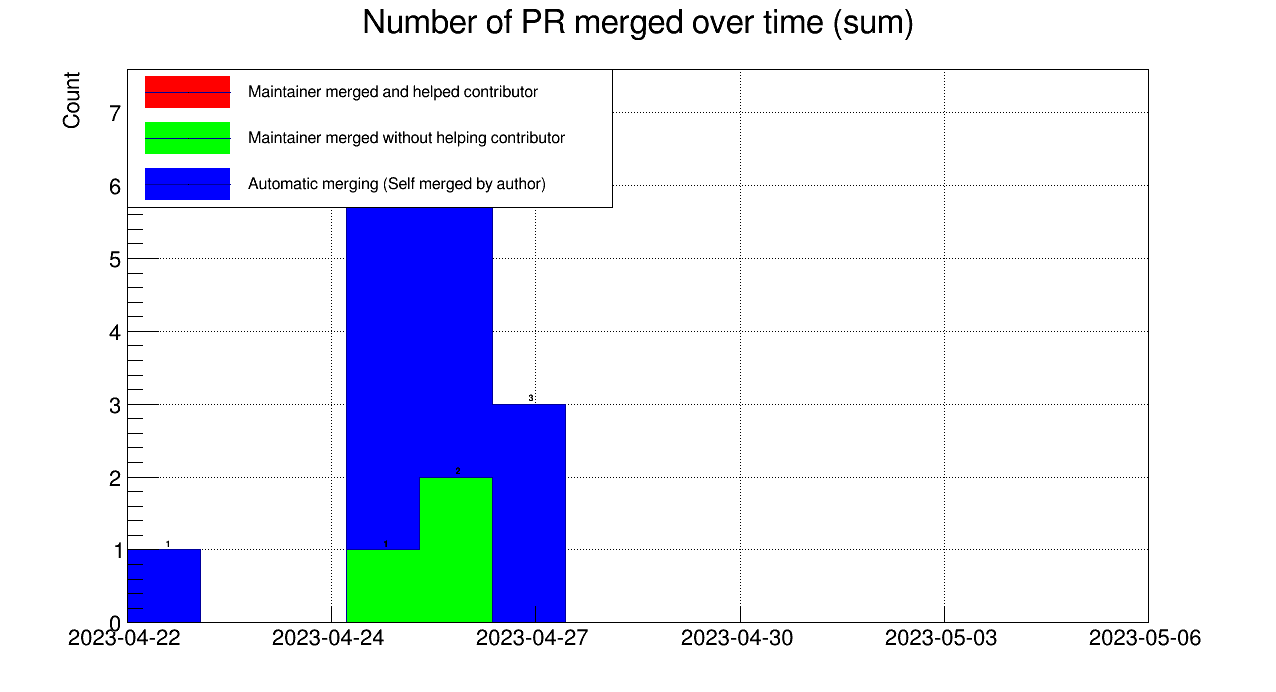 Number of PR merged over time (sum)
Count
Maintainer merged and helped contributor
Maintainer merged without helping contributor
Automatic merging (Self merged by author)
7
6
5
4
3
2
1
0
1
1
2
3
2023-04-22 2023-04-24 2023-04-27 2023-04-30 2023-05-03 2023-05-06